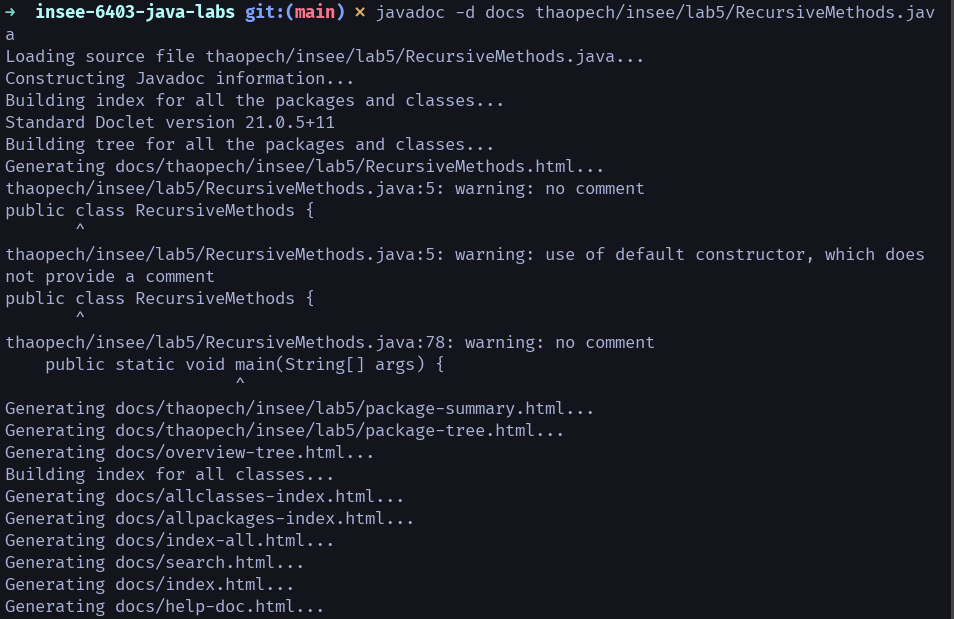 →  insee-6403-java-labs git:(main) ✗ javadoc -d docs thaopech/insee/lab5/RecursiveMethods.jav
a
Loading source file thaopech/insee/lab5/RecursiveMethods.java...
Constructing Javadoc information...
Building index for all the packages and classes...
Standard Doclet version 21.0.5+11
Building tree for all the packages and classes...
Generating docs/thaopech/insee/lab5/RecursiveMethods.html...
thaopech/insee/lab5/RecursiveMethods.java:5: warning: no comment
public class RecursiveMethods {
       ^
thaopech/insee/lab5/RecursiveMethods.java:5: warning: use of default constructor, which does
not provide a comment
public class RecursiveMethods {
       ^
thaopech/insee/lab5/RecursiveMethods.java:78: warning: no comment
    public static void main(String[] args) {
                       ^
Generating docs/thaopech/insee/lab5/package-summary.html...
Generating docs/thaopech/insee/lab5/package-tree.html...
Generating docs/overview-tree.html...
Building index for all classes...
Generating docs/allclasses-index.html...
Generating docs/allpackages-index.html...
Generating docs/index-all.html...
Generating docs/search.html...
Generating docs/index.html...
Generating docs/help-doc.html...